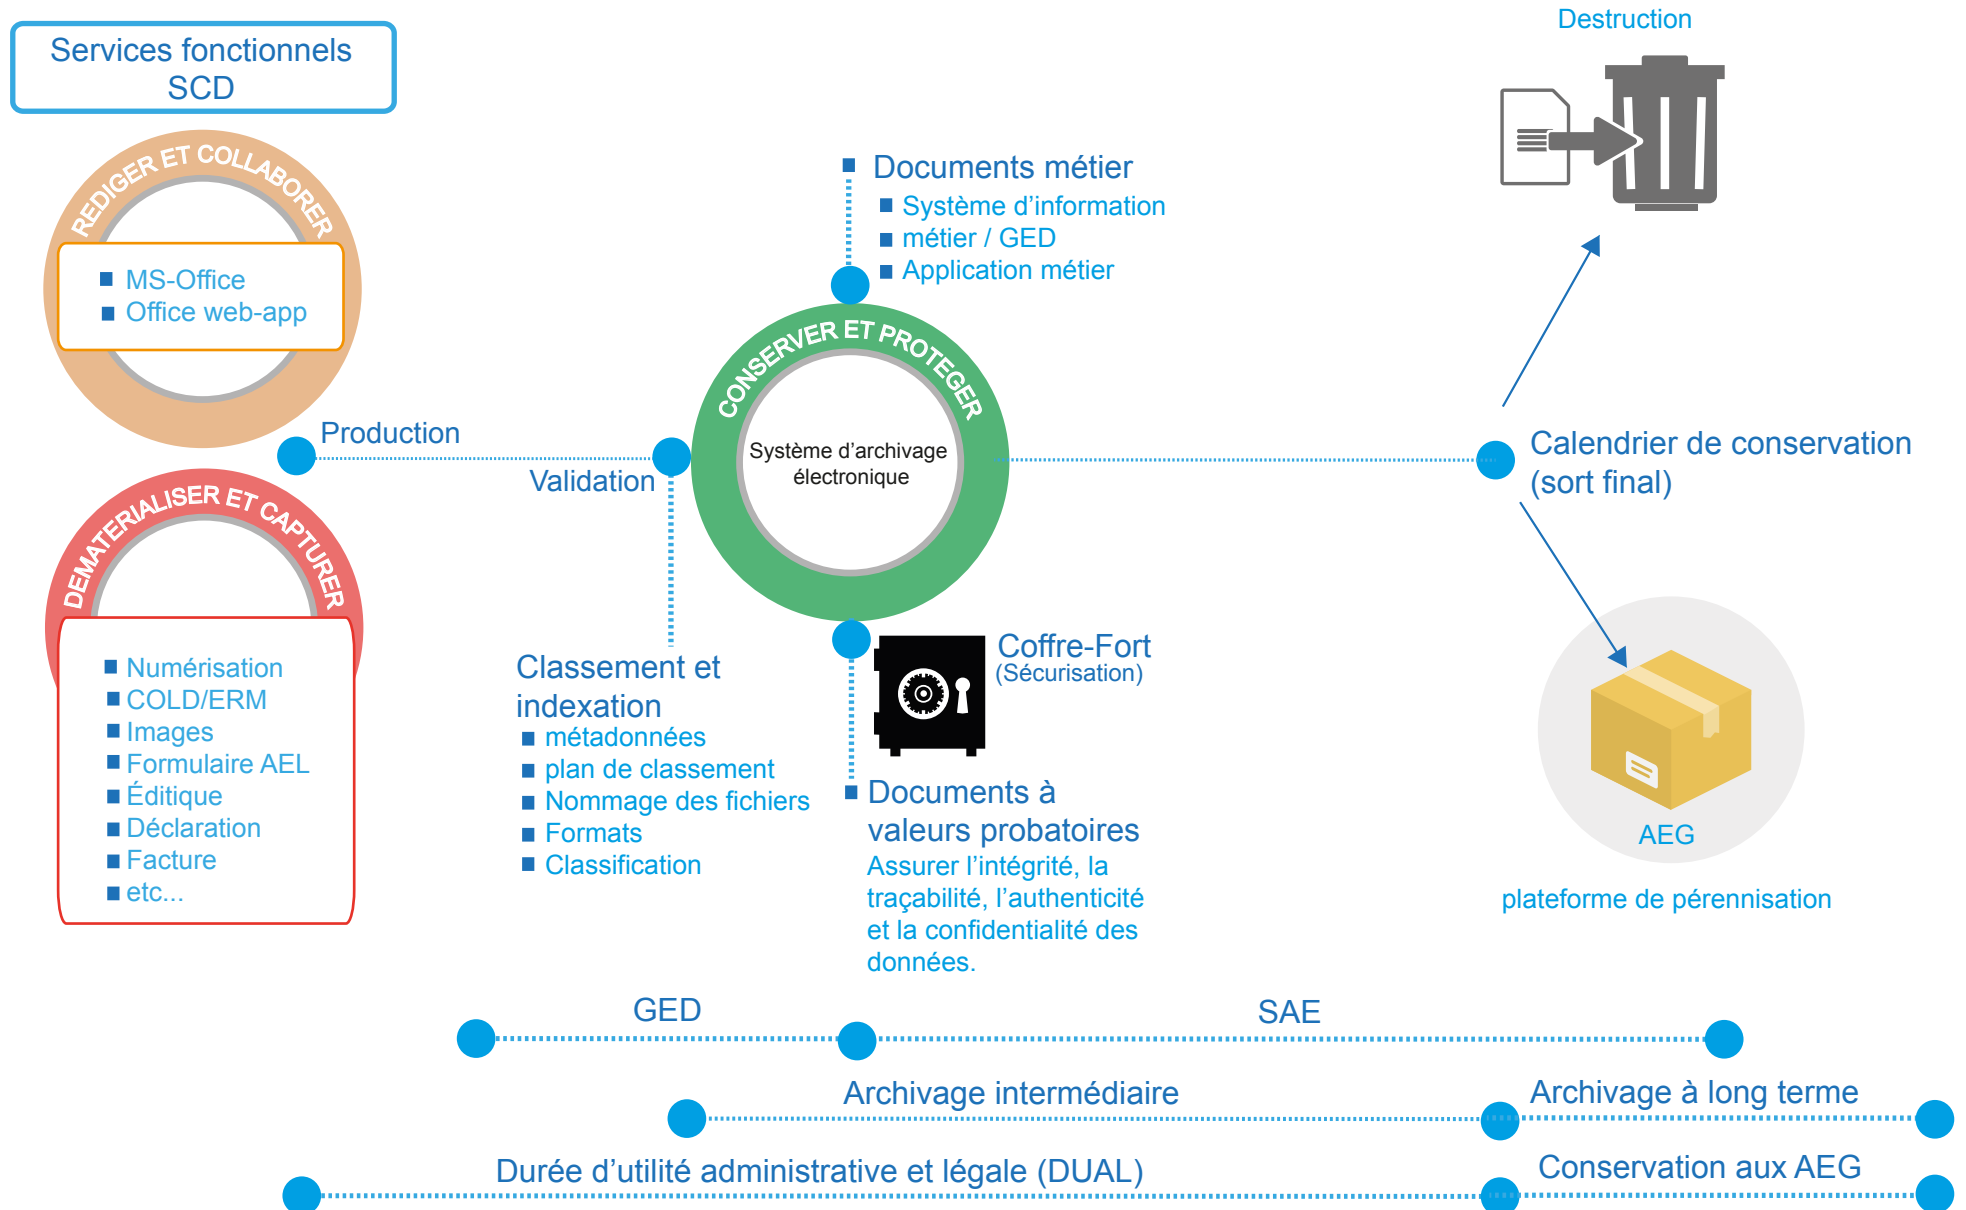 Services fonctionnels
SCD
REDIGER ET COLLABORER
MS-Office
Office web-app
Production
Validation
DEMATERIALISER ET CAPTURER
Numérisation
COLD/ERM
Images
Formulaire AEL
Éditique
Déclaration
Facture
etc...
Documents métier
Système d’information
métier / GED
Application métier
CONSERVER ET PROTEGER
Système d’archivage
électronique
Classement et
indexation
métadonnées
plan de classement
Nommage des fichiers
Formats
Classification
Coffre-Fort
(Sécurisation)
Documents à
valeurs probatoires
Assurer l’intégrité, la
traçabilité, l’authenticité
et la confidentialité des
données.
Destruction
Calendrier de conservation
(sort final)
AEG
plateforme de pérennisation
GED
SAE
Archivage intermédiaire
Archivage à long terme
Durée d’utilité administrative et légale (DUAL)
Conservation aux AEG